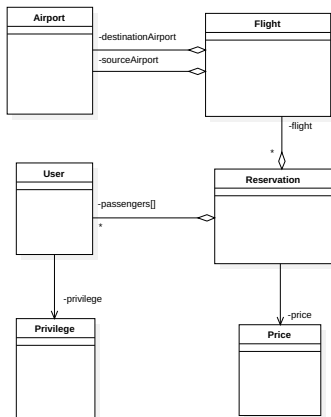 Airport
Flight
-destinationAirport
-sourceAirport
-flight
*
User
Reservation
-passengers[]
*
-privilege
-price
Privilege
Price